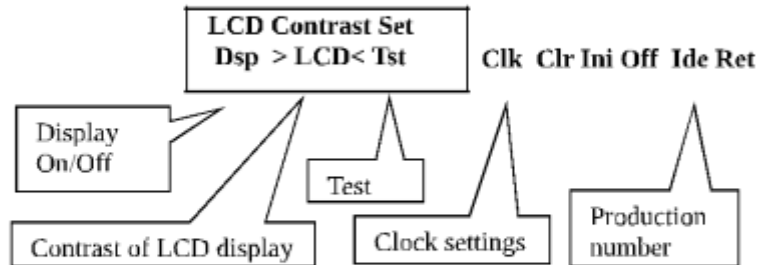 LCD Contrast Set
Dsp > LCD< Tst Clk Clr Ini Off Ide Ret
Display
On/Off
Test
Contrast of LCD display
Clock settings
Production
number